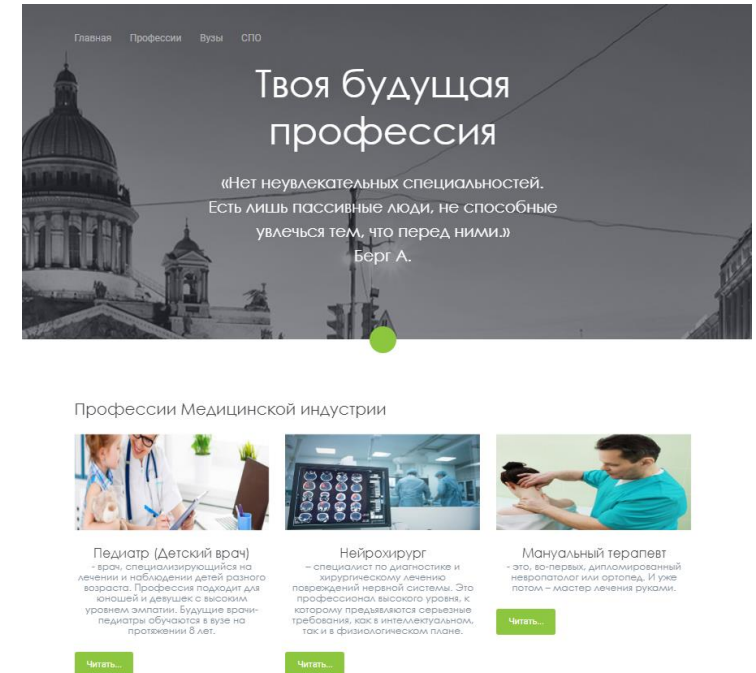 Главная Профессии Вузы СПО
Твоя будущая
профессия
«Нет неувлекательных специальностей.
Есть лишь пассивные люди, не способные
увлечься тем, что перед ними.»
Берг А.
Профессии Медицинской индустрии
Педиатр (Детский врач)
- врач, специализирующийся на
лечении и наблюдении детей разного
возраста. Профессия подходит для
юношей и девушек с высоким
уровнем эмпатии. Будущие врачи-
педиатры обучаются в вузе на
протяжении 8 лет.
Читать...
Нейрохирург
– специалист по диагностике и
хирургическому лечению
повреждений нервной системы. Это
профессионал высокого уровня, к
которому предъявляются серьезные
требования, как в интеллектуальном,
так и в физиологическом плане.
Читать...
Мануальный терапевт
- это, во-первых, дипломированный
невропатолог или ортопед. И уже
потом – мастер лечения руками.
Читать...